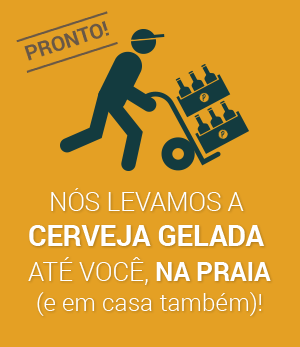 PRONTO!
NÓS LEVAMOS A
CERVEJA GELADA
ATÉ VOCÊ, NA PRAIA
(e em casa também)!